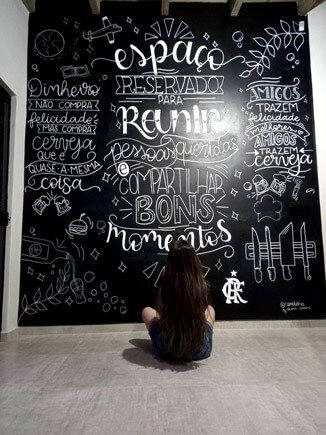 espaço
RESERVADO
PARA
Reunir
pessoas queridas
e
COMPARTILHAR
BONS
momentos
Dinheiro
NÃO COMPRA
felicidade
MAS COMPRA
cerveja
QUE É
QUASE A MESMA
coisa
AMIGOS
TRAZEM
felicidade
melhores
AMIGOS
TRAZEM
cerveja
CRF